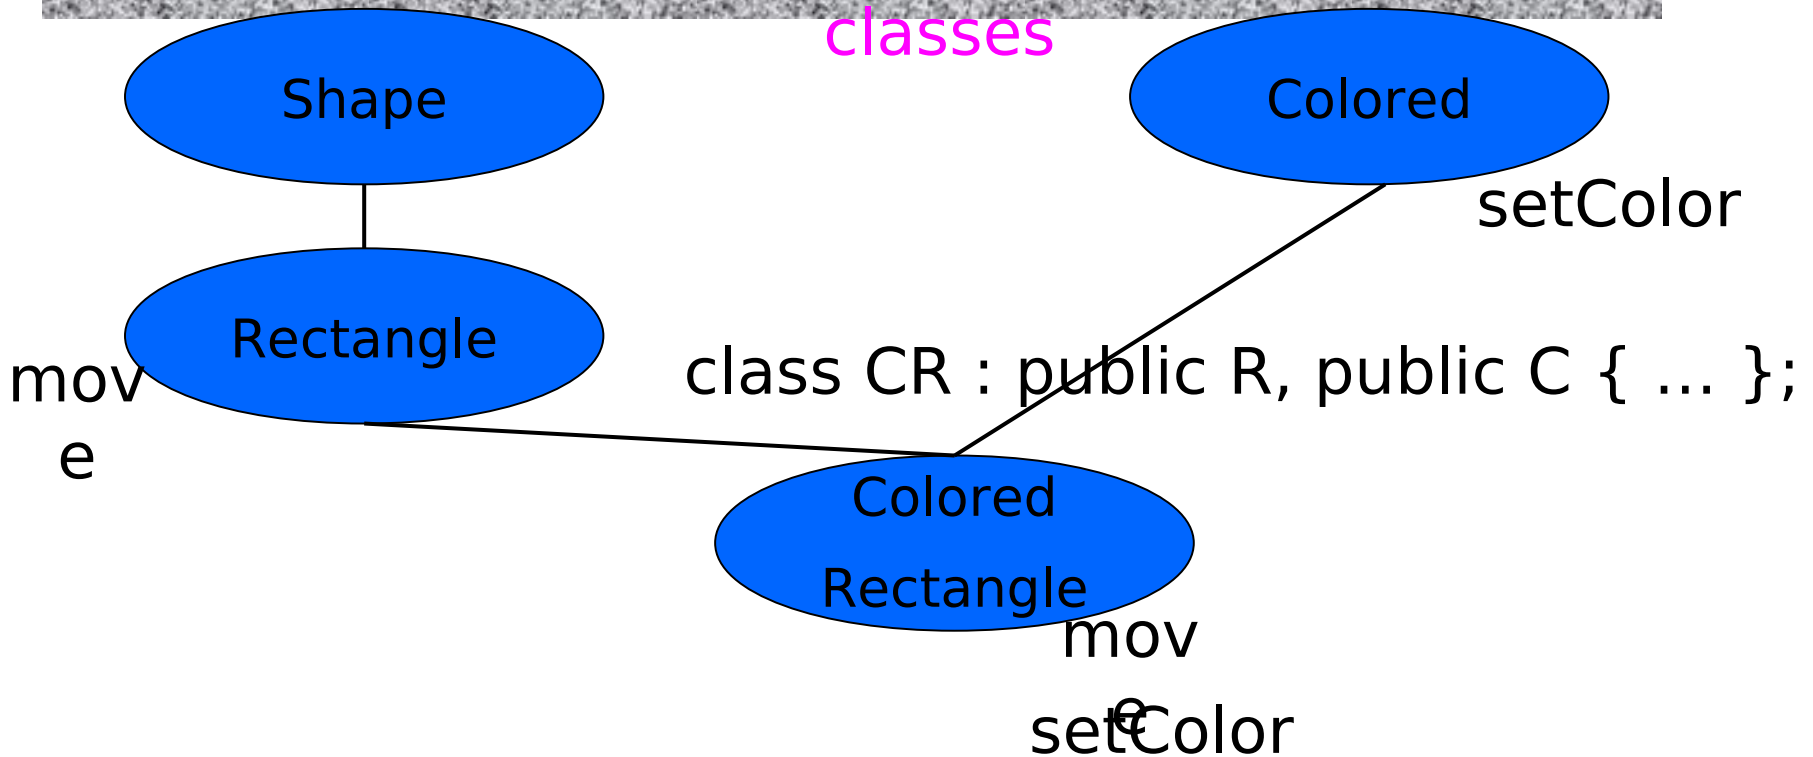 classes
Shape
Colored
setColor
Rectangle
mov
e
class CR : public R, public C { ... };
Colored
Rectangle
mov
e
setColor